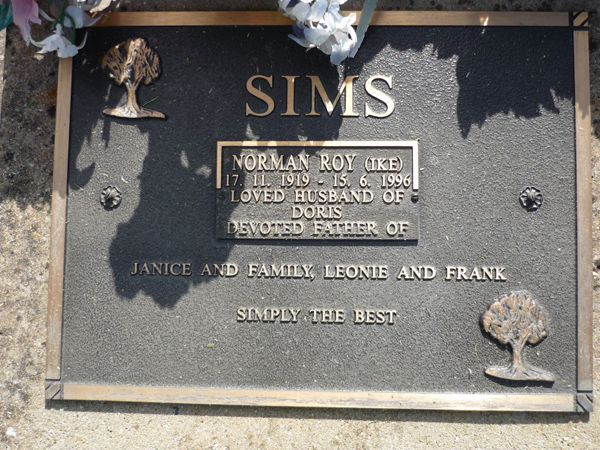 SIMS
NORMAN ROY (IKE)
17. 11. 1919 - 15. 6. 1996
LOVED HUSBAND OF
DORIS
DEVOTED FATHER OF
JANICE AND FAMILY, LEONIE AND FRANK
SIMPLY THE BEST